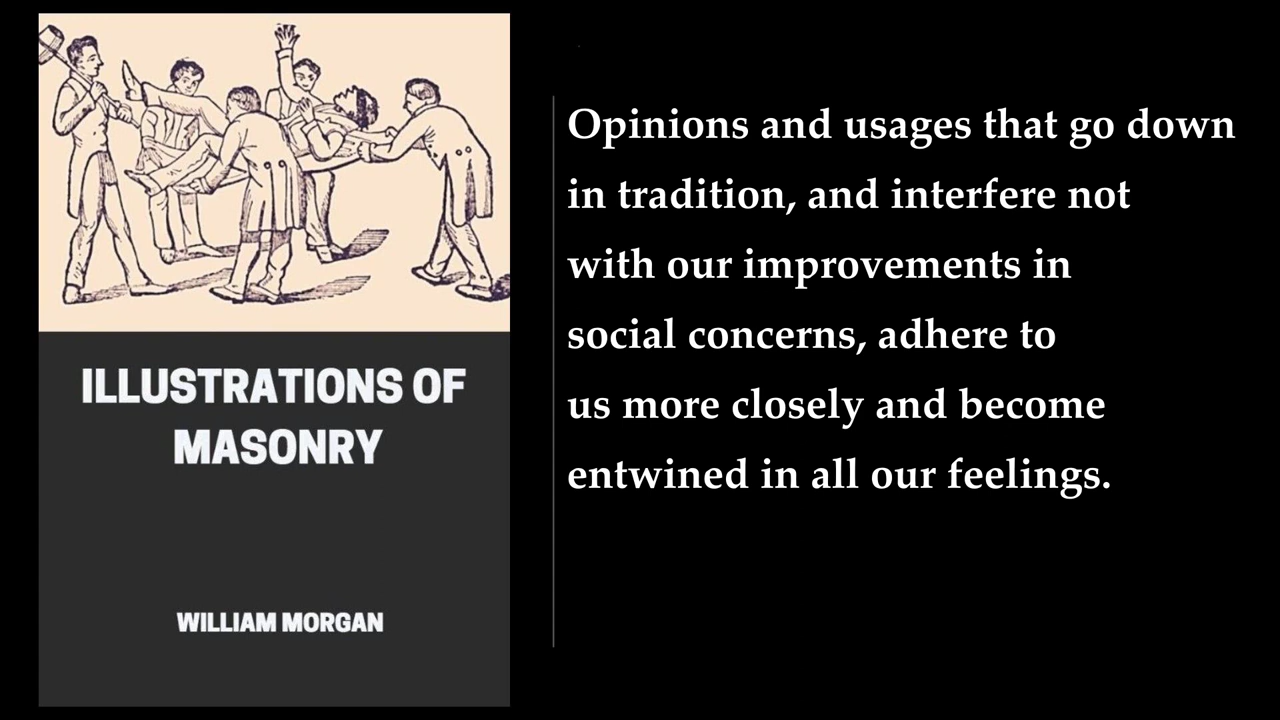 ILLUSTRATIONS OF
MASONRY
WILLIAM MORGAN
Opinions and usages that go down
in tradition, and interfere not
with our improvements in
social concerns, adhere to
us more closely and become
entwined in all our feelings.